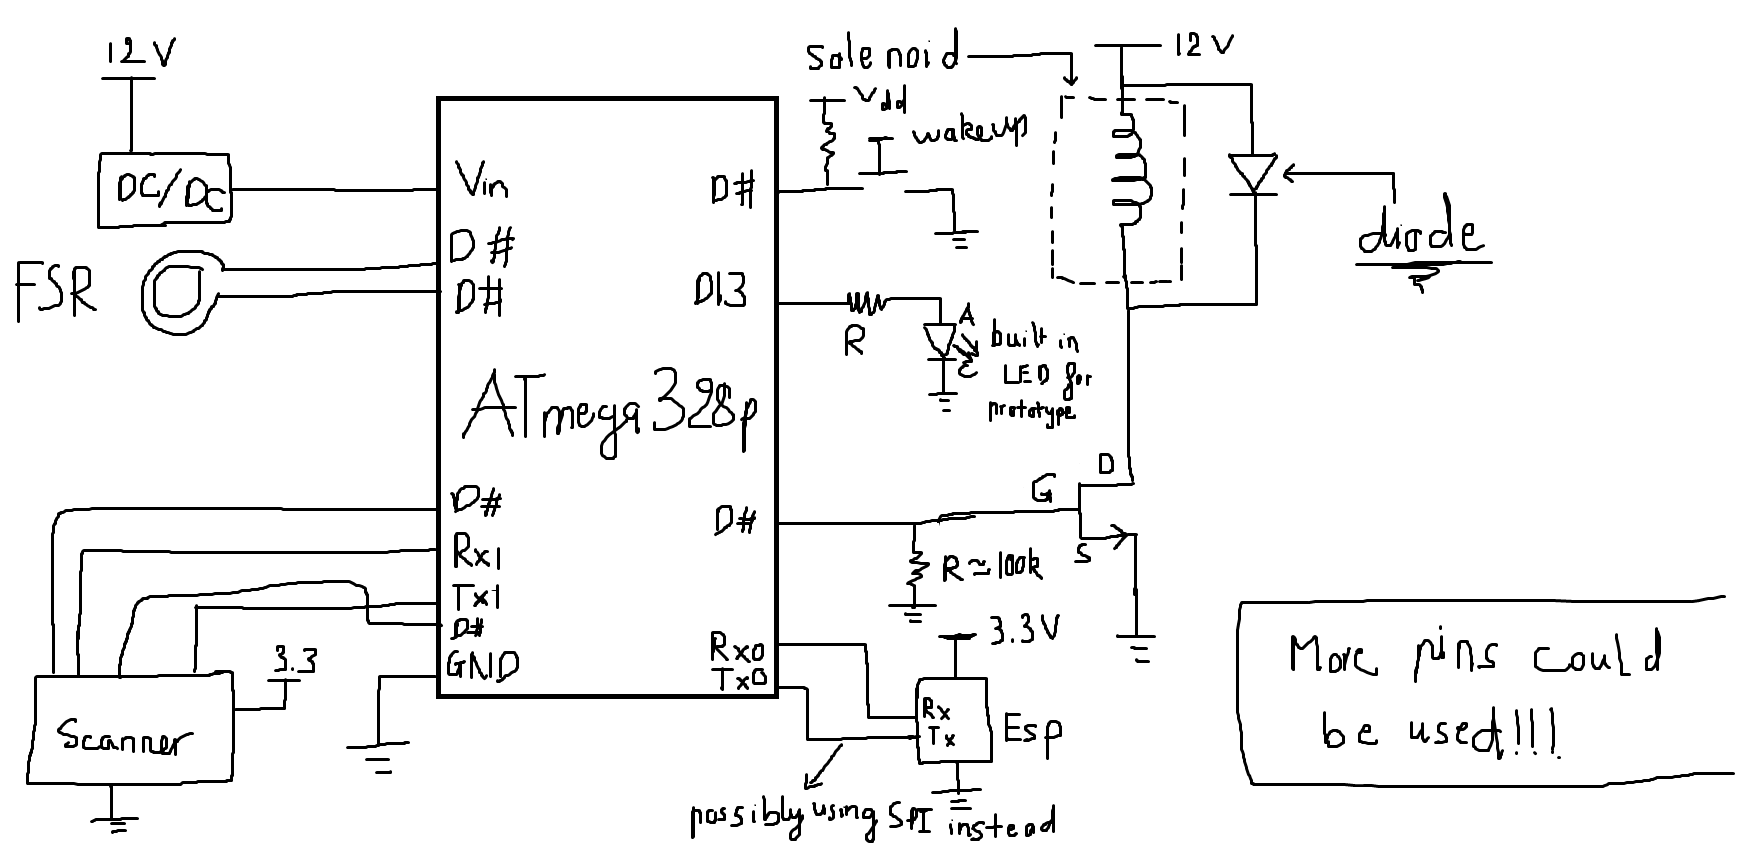 12 V
DC/DC
FSR
Vin
D#
D#
ATmega328p
D#
Rx1
Tx1
D#
GND
3.3
Scanner
D#
D13
D#
Rx0
Tx0
Solenoid
Vdd
wakeup
12 V
diode
R
A
built in
LED for
prototype
G
D
S
R≃100k
3.3V
Rx
Tx
Esp
possibly using SPI instead
More pins could
be used!!!